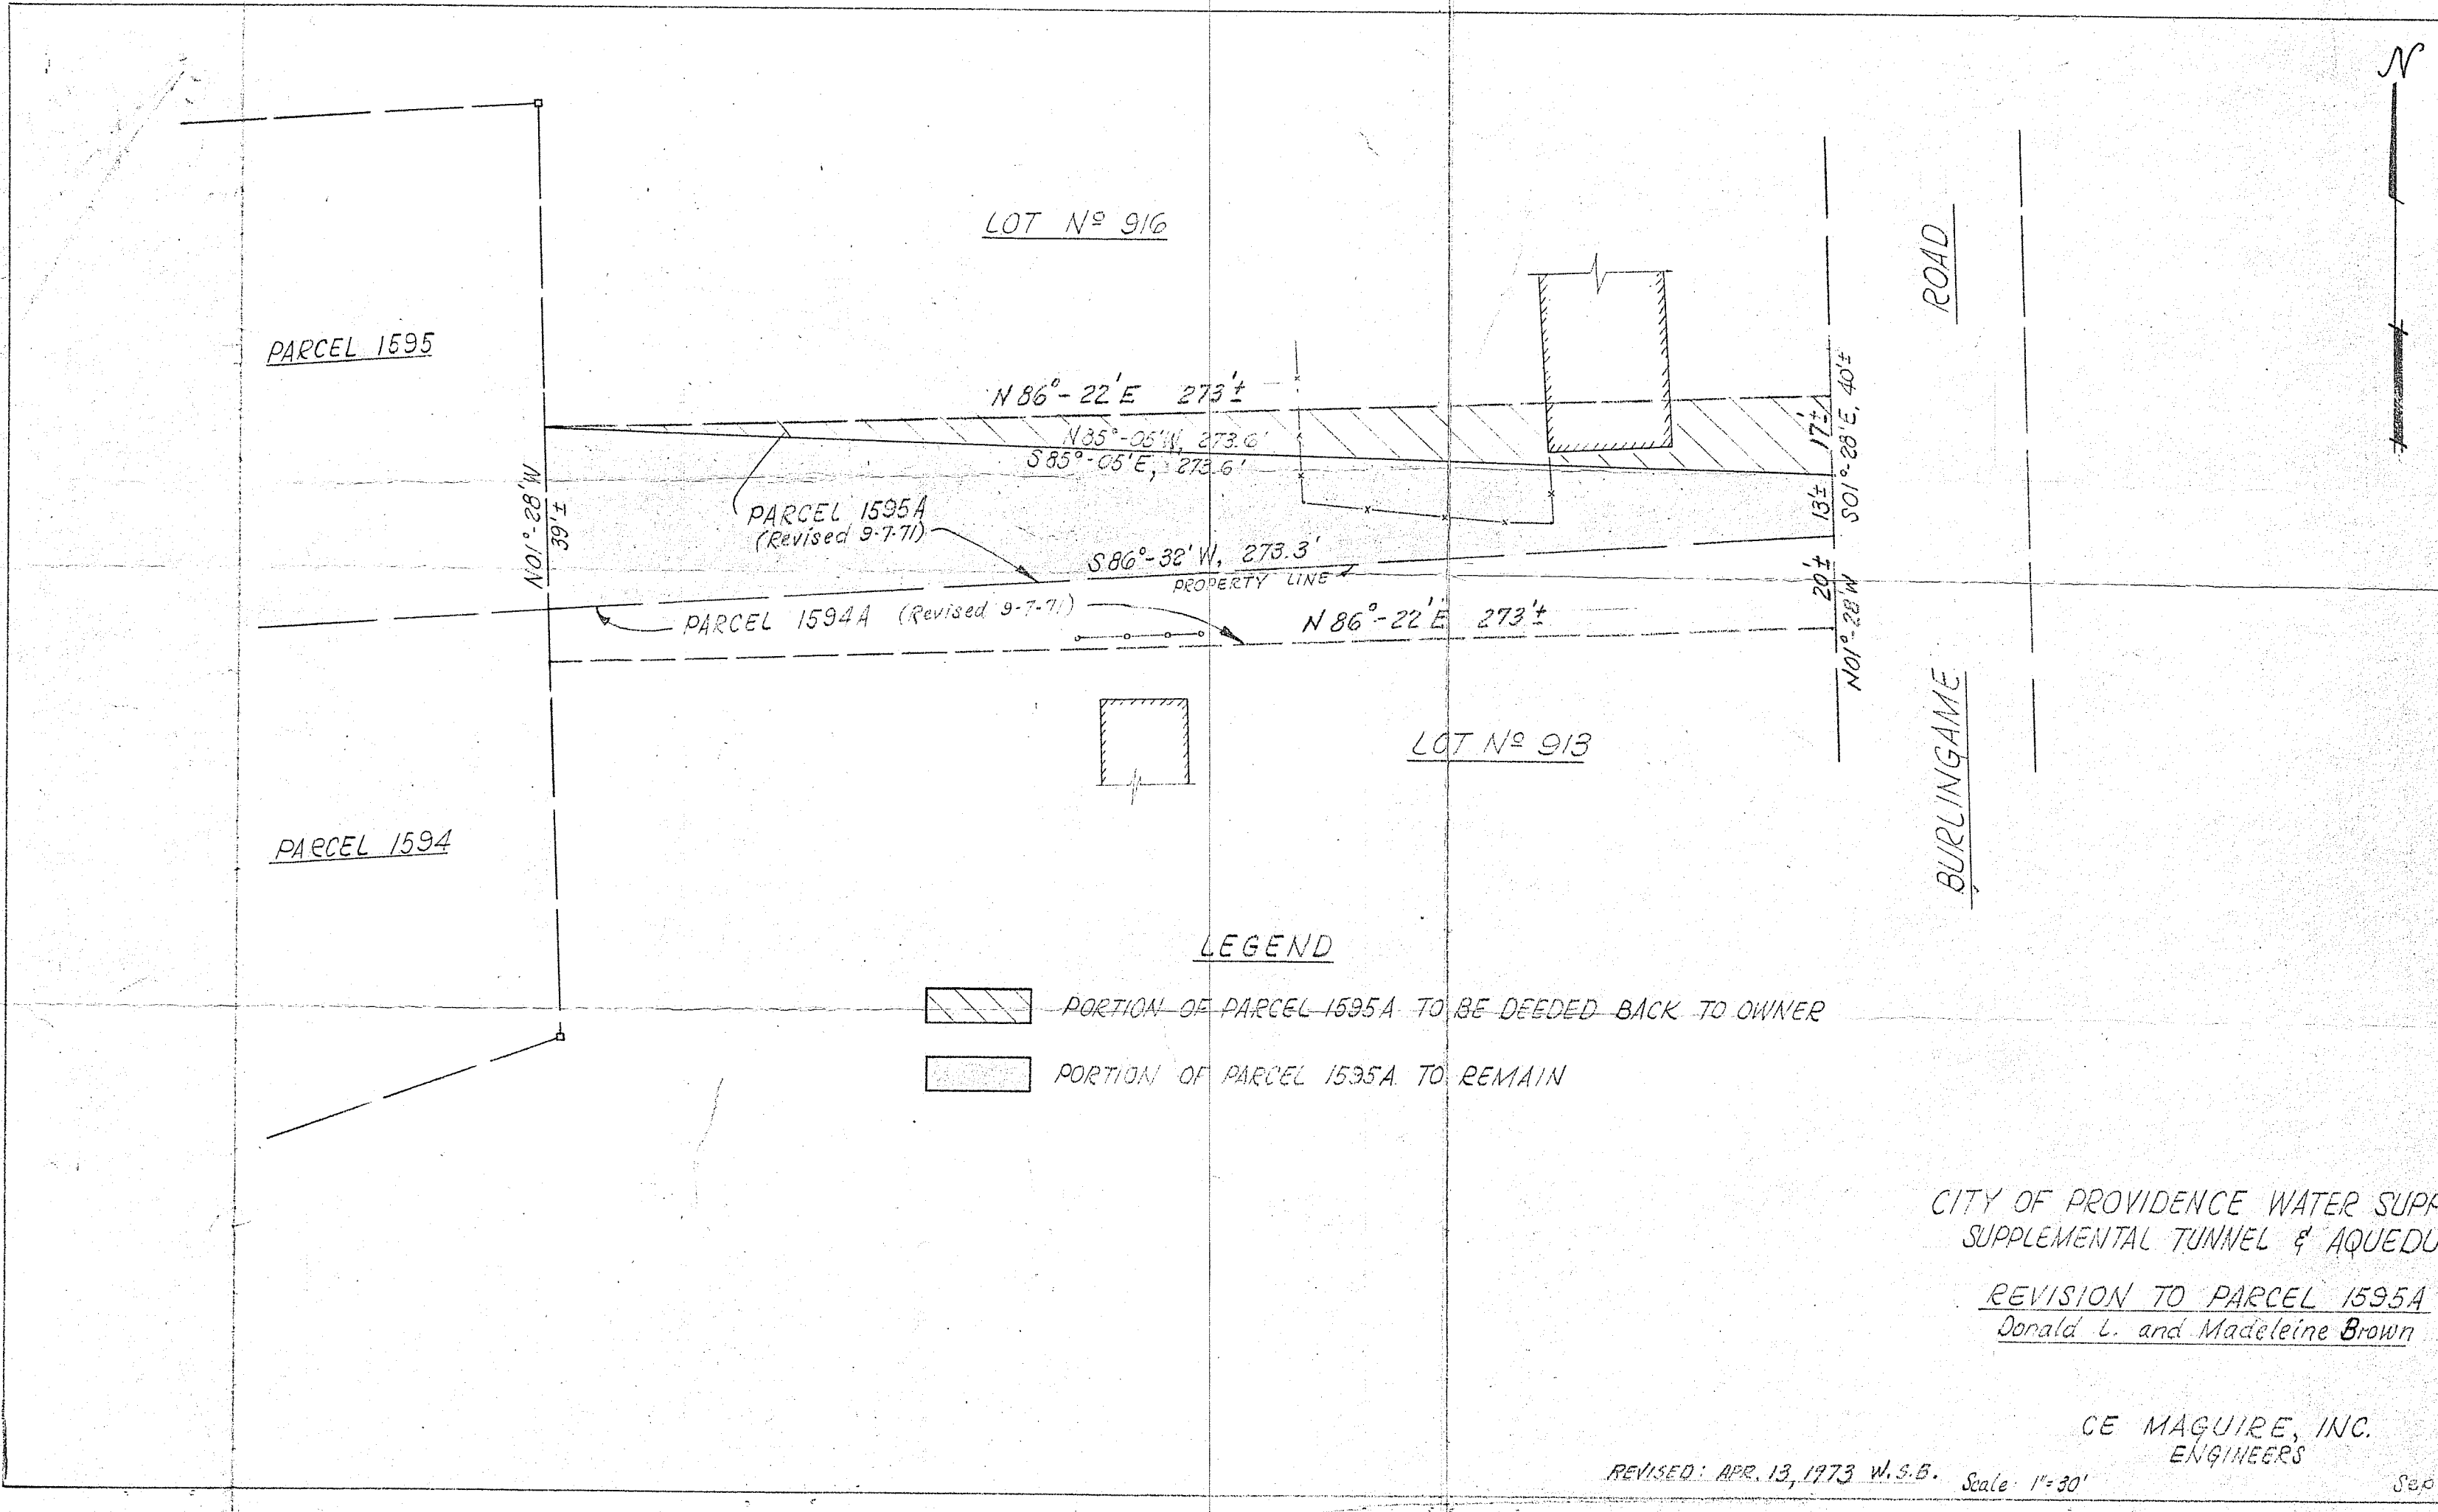 N
LOT Nº 916
ROAD
PARCEL 1595
N 86°-22'E 273'±
N 85°-05'W, 273.6'
S 85°-05'E, 273.6'
17'±
S01°-28'E, 40'±
13'±
N01°-28'W
39'±
PARCEL 1595A
(Revised 9-7-71)
S 86°-32'W, 273.3'
PROPERTY LINE
PARCEL 1594A (Revised 9-7-71)
N 86°-22'E 273'±
20'±
N01°-28'W
LOT Nº 913
BURLINGAME
PARCEL 1594
LEGEND
PORTION OF PARCEL 1595A TO BE DEEDED BACK TO OWNER
PORTION OF PARCEL 1595A TO REMAIN
CITY OF PROVIDENCE WATER SUPP
SUPPLEMENTAL TUNNEL & AQUEDU
REVISION TO PARCEL 1595A
Donald L. and Madeleine Brown
CE MAGUIRE, INC.
ENGINEERS
REVISED: APR. 13, 1973 W.S.B. Scale: 1"=30' Sep